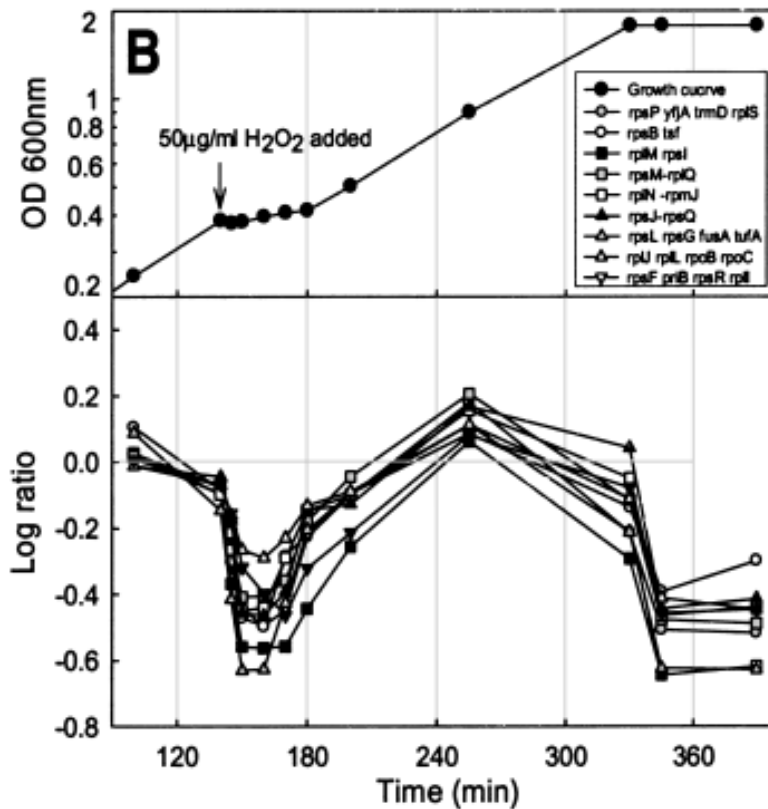 B
2
1
0.8
0.6
0.4
0.2
OD 600nm
50µg/ml H2O2 added
Growth cucrve
rpsP yfjA trmD rplS
rpsB tsf
rplM rpsI
rpsM-rplQ
rplN -rpmJ
rpsJ-rpsQ
rpsL rpsG fusA tufA
rplJ rplL rpoB rpoC
rpsF priB rpsR rplI
0.4
0.2
0.0
-0.2
-0.4
-0.6
-0.8
Log ratio
120 180 240 300 360
Time (min)